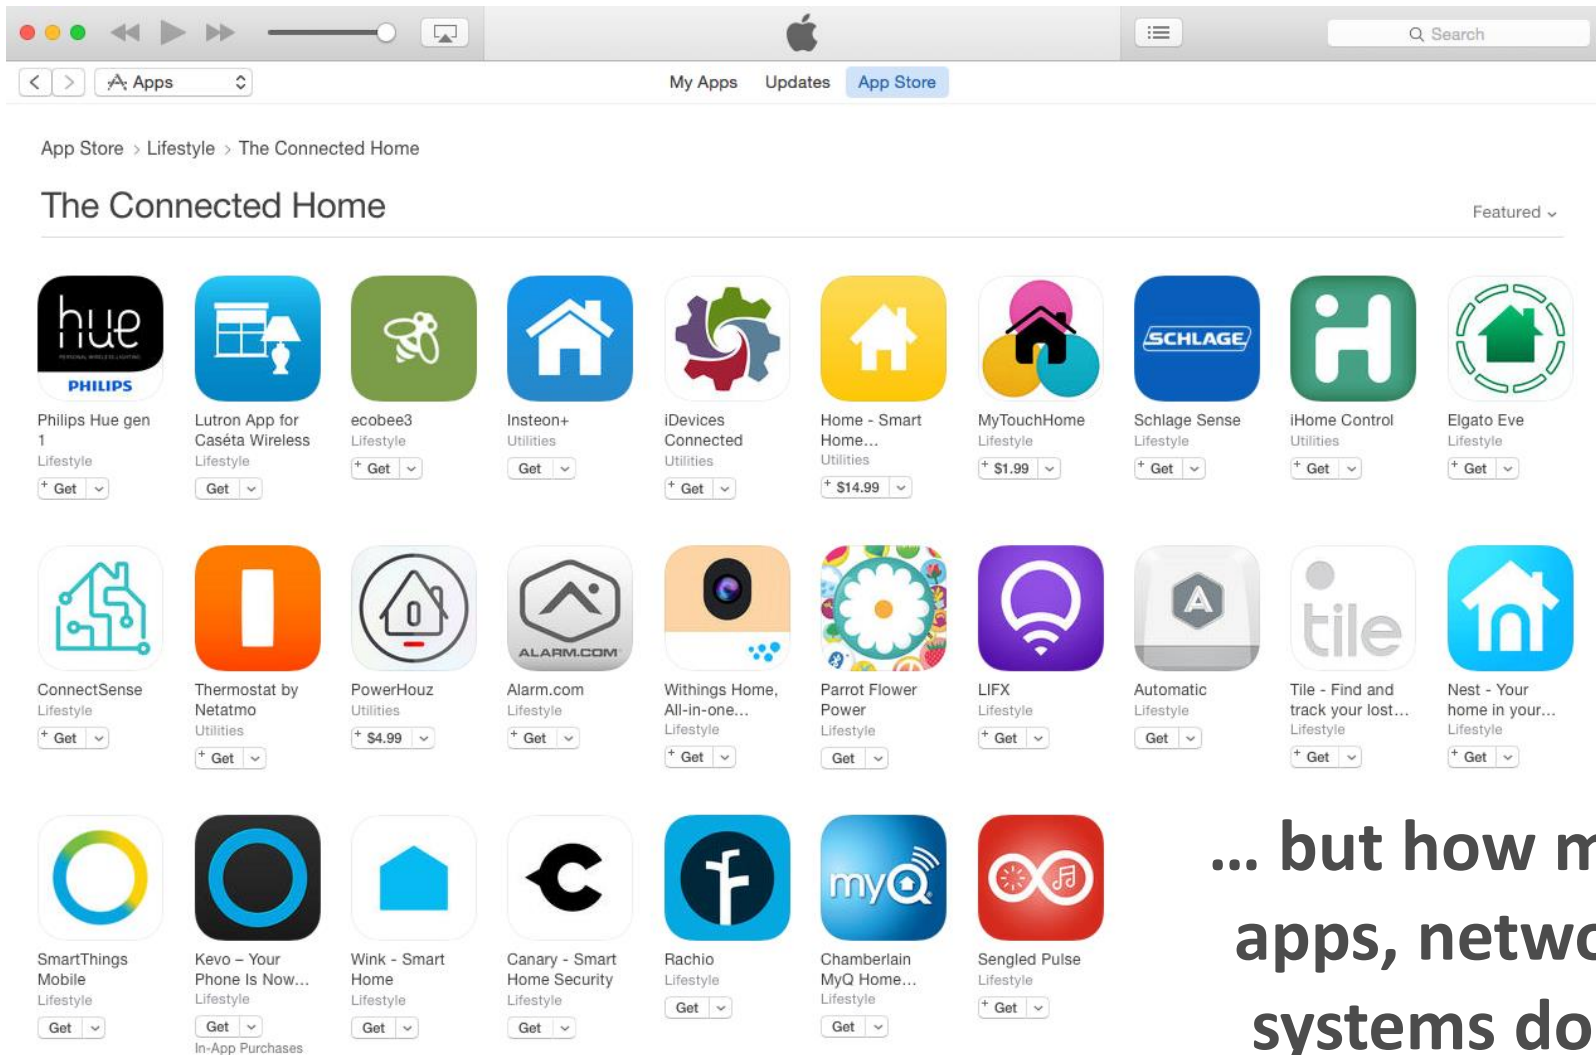 Search
Apps
My Apps Updates App Store
App Store > Lifestyle > The Connected Home
The Connected Home
Featured
hue
PHILIPS
SCHLAGE
Philips Hue gen
1
Lifestyle
+ Get
Lutron App for
Caséta Wireless
Lifestyle
Get
ecobee3
Lifestyle
+ Get
Insteon+
Utilities
Get
iDevices
Connected
Utilities
+ Get
Home - Smart
Home...
Utilities
+ $14.99
MyTouchHome
Lifestyle
+ $1.99
Schlage Sense
Lifestyle
+ Get
iHome Control
Utilities
+ Get
Elgato Eve
Lifestyle
+ Get
ALARM.COM
A
tile
ConnectSense
Lifestyle
+ Get
Thermostat by
Netatmo
Utilities
+ Get
PowerHouz
Utilities
+ $4.99
Alarm.com
Lifestyle
+ Get
Withings Home,
All-in-one...
Lifestyle
+ Get
Parrot Flower
Power
Lifestyle
Get
LIFX
Lifestyle
+ Get
Automatic
Lifestyle
Get
Tile - Find and
track your lost...
Lifestyle
+ Get
Nest - Your
home in your...
Lifestyle
+ Get
myQ
SmartThings
Mobile
Lifestyle
Get
Kevo – Your
Phone Is Now...
Lifestyle
Get
In-App Purchases
Wink - Smart
Home
Lifestyle
Get
Canary - Smart
Home Security
Lifestyle
Get
Rachio
Lifestyle
Get
Chamberlain
MyQ Home...
Lifestyle
Get
Sengled Pulse
Lifestyle
+ Get
... but how m
apps, netwo
systems do